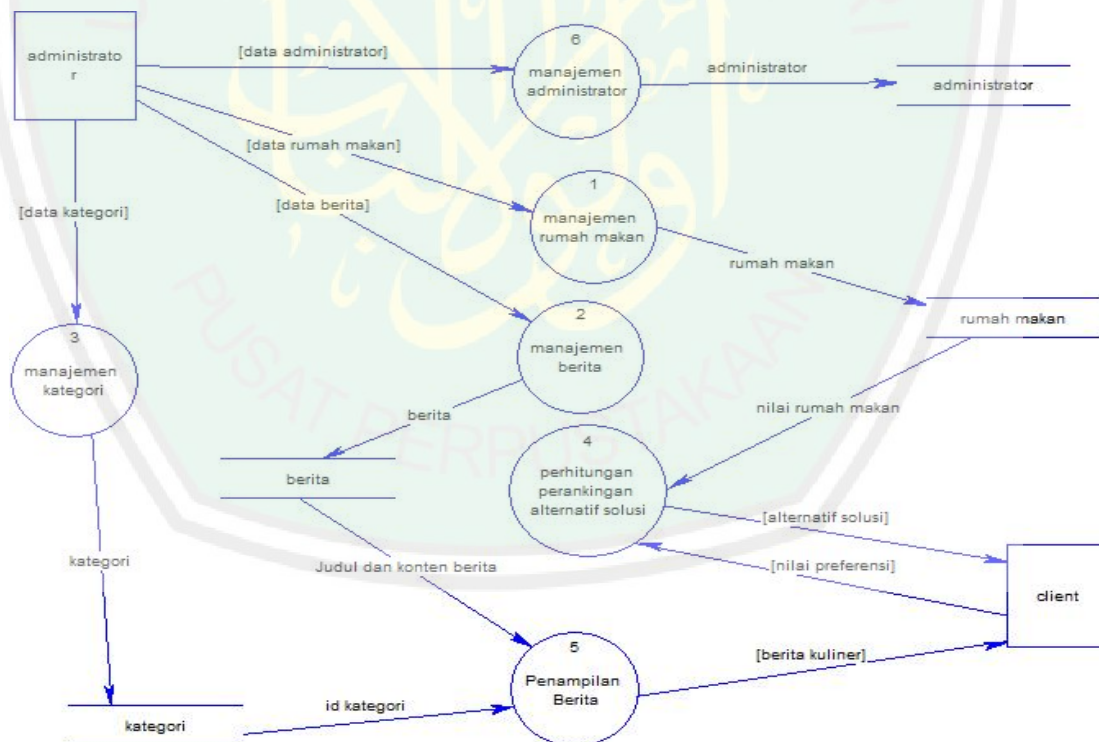 administrato
r
[data administrator]
6
manajemen
administrator
administrator
administrator
[data rumah makan]
1
manajemen
rumah makan
rumah makan
rumah makan
[data berita]
2
manajemen
berita
[data kategori]
3
manajemen
kategori
berita
berita
nilai rumah makan
4
perhitungan
perankingan
alternatif solusi
[alternatif solusi]
[nilai preferensi]
client
kategori
Judul dan konten berita
5
Penampilan
Berita
[berita kuliner]
kategori
id kategori
PUSAT PERPUSTAKAAN